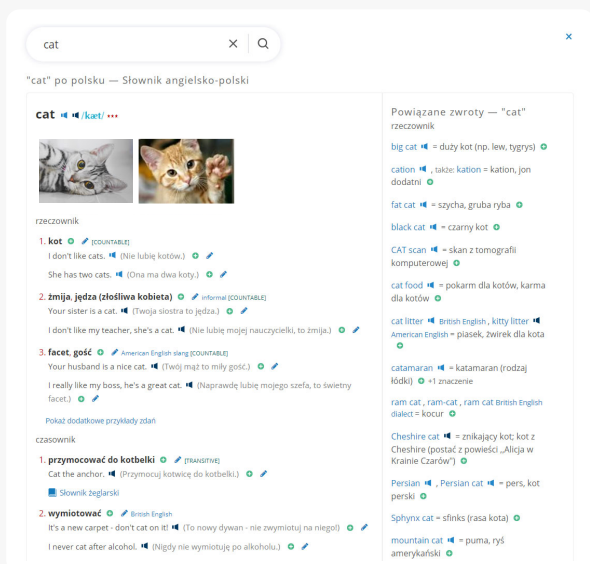 cat
"cat" po polsku — Słownik angielsko-polski
cat /kæt/
rzeczownik
1. kot [COUNTABLE]
I don't like cats. (Nie lubię kotów.)
She has two cats. (Ona ma dwa koty.)
2. żmija, jędza (złośliwa kobieta) informal [COUNTABLE]
Your sister is a cat. (Twoja siostra to jędza.)
I don't like my teacher, she's a cat. (Nie lubię mojej nauczycielki, to żmija.)
3. facet, gość American English slang [COUNTABLE]
Your husband is a nice cat. (Twój mąż to miły gość.)
I really like my boss, he's a great cat. (Naprawdę lubię mojego szefa, to świetny
facet.)
Pokaż dodatkowe przykłady zdań
czasownik
1. przymocować do kotbelki [TRANSITIVE]
Cat the anchor. (Przymocuj kotwicę do kotbelki.)
Słownik żeglarski
2. wymiotować British English
It's a new carpet - don't cat on it! (To nowy dywan - nie zwymiotuj na niego!)
I never cat after alcohol. (Nigdy nie wymiotuję po alkoholu.)
Powiązane zwroty — "cat"
rzeczownik
big cat = duży kot (np. lew, tygrys)
cation , także: kation = kation, jon
dodatni
fat cat = szycha, gruba ryba
black cat = czarny kot
CAT scan = skan z tomografii
komputerowej
cat food = pokarm dla kotów, karma
dla kotów
cat litter British English , kitty litter
American English = piasek, żwirek dla kota
catamaran = katamaran (rodzaj
łódki) +1 znaczenie
ram cat , ram-cat , ram cat British English
dialect = kocur
Cheshire cat = znikający kot; kot z
Cheshire (postać z powieści ,,Alicja w
Krainie Czarów")
Persian , Persian cat = pers, kot
perski
Sphynx cat = sfinks (rasa kota)
mountain cat = puma, ryś
amerykański